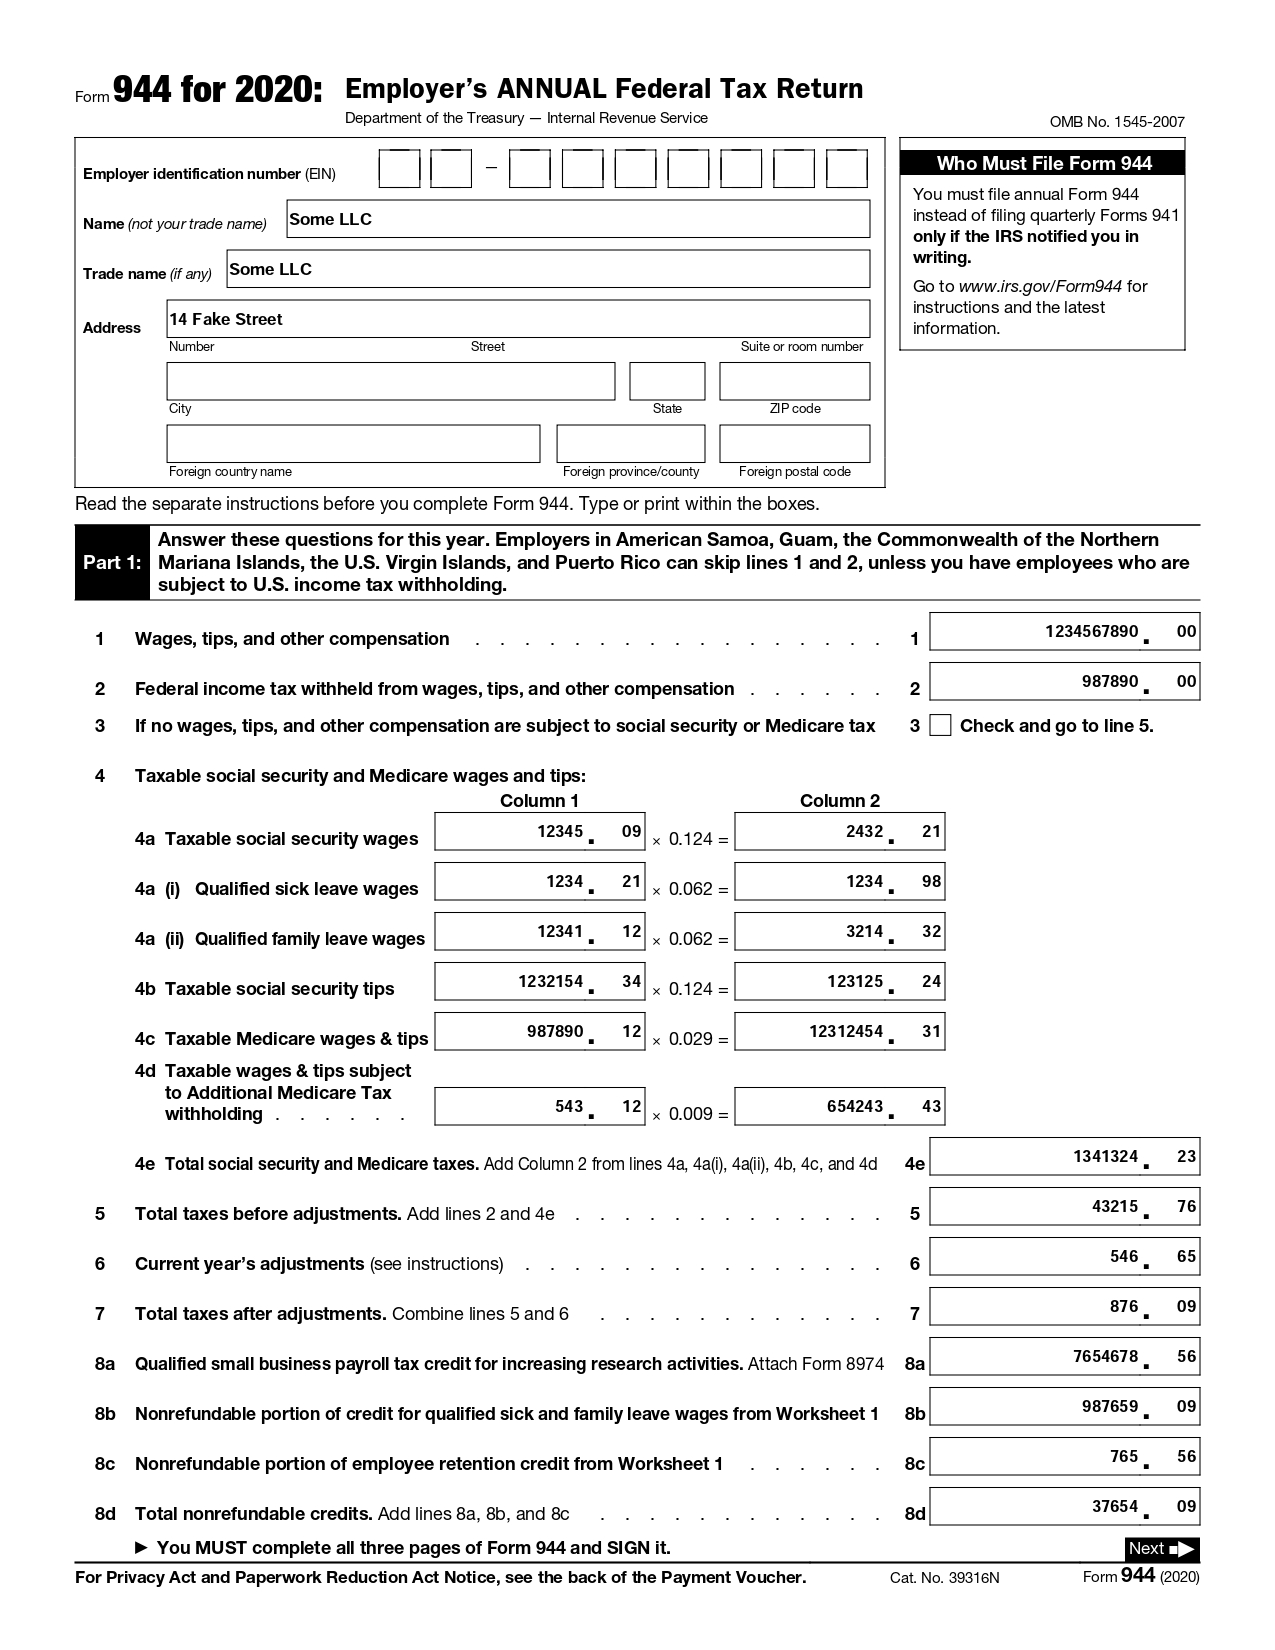 Form 944 for 2020: Employer's ANNUAL Federal Tax Return
Department of the Treasury — Internal Revenue Service
OMB No. 1545-2007
Employer identification number (EIN) –
Name (not your trade name) Some LLC
Trade name (if any) Some LLC
Address 14 Fake Street
Number Street Suite or room number
City State ZIP code
Foreign country name Foreign province/county Foreign postal code
Who Must File Form 944
You must file annual Form 944
instead of filing quarterly Forms 941
only if the IRS notified you in
writing.
Go to www.irs.gov/Form944 for
instructions and the latest
information.
Read the separate instructions before you complete Form 944. Type or print within the boxes.
Part 1: Answer these questions for this year. Employers in American Samoa, Guam, the Commonwealth of the Northern
Mariana Islands, the U.S. Virgin Islands, and Puerto Rico can skip lines 1 and 2, unless you have employees who are
subject to U.S. income tax withholding.
1 Wages, tips, and other compensation . . . . . . . . . . . . . . . . . 1 1234567890 . 00
2 Federal income tax withheld from wages, tips, and other compensation . . . . . . 2 987890 . 00
3 If no wages, tips, and other compensation are subject to social security or Medicare tax 3 Check and go to line 5.
4 Taxable social security and Medicare wages and tips:
Column 1 Column 2
4a Taxable social security wages 12345 . 09 × 0.124 = 2432 . 21
4a (i) Qualified sick leave wages 1234 . 21 × 0.062 = 1234 . 98
4a (ii) Qualified family leave wages 12341 . 12 × 0.062 = 3214 . 32
4b Taxable social security tips 1232154 . 34 × 0.124 = 123125 . 24
4c Taxable Medicare wages & tips 987890 . 12 × 0.029 = 12312454 . 31
4d Taxable wages & tips subject
to Additional Medicare Tax
withholding . . . . . . 543 . 12 × 0.009 = 654243 . 43
4e Total social security and Medicare taxes. Add Column 2 from lines 4a, 4a(i), 4a(ii), 4b, 4c, and 4d 4e 1341324 . 23
5 Total taxes before adjustments. Add lines 2 and 4e . . . . . . . . . . . . . 5 43215 . 76
6 Current year's adjustments (see instructions) . . . . . . . . . . . . . . . 6 546 . 65
7 Total taxes after adjustments. Combine lines 5 and 6 . . . . . . . . . . . . 7 876 . 09
8a Qualified small business payroll tax credit for increasing research activities. Attach Form 8974 8a 7654678 . 56
8b Nonrefundable portion of credit for qualified sick and family leave wages from Worksheet 1 8b 987659 . 09
8c Nonrefundable portion of employee retention credit from Worksheet 1 . . . . . . 8c 765 . 56
8d Total nonrefundable credits. Add lines 8a, 8b, and 8c . . . . . . . . . . . . 8d 37654 . 09
► You MUST complete all three pages of Form 944 and SIGN it. Next
For Privacy Act and Paperwork Reduction Act Notice, see the back of the Payment Voucher. Cat. No. 39316N Form 944 (2020)